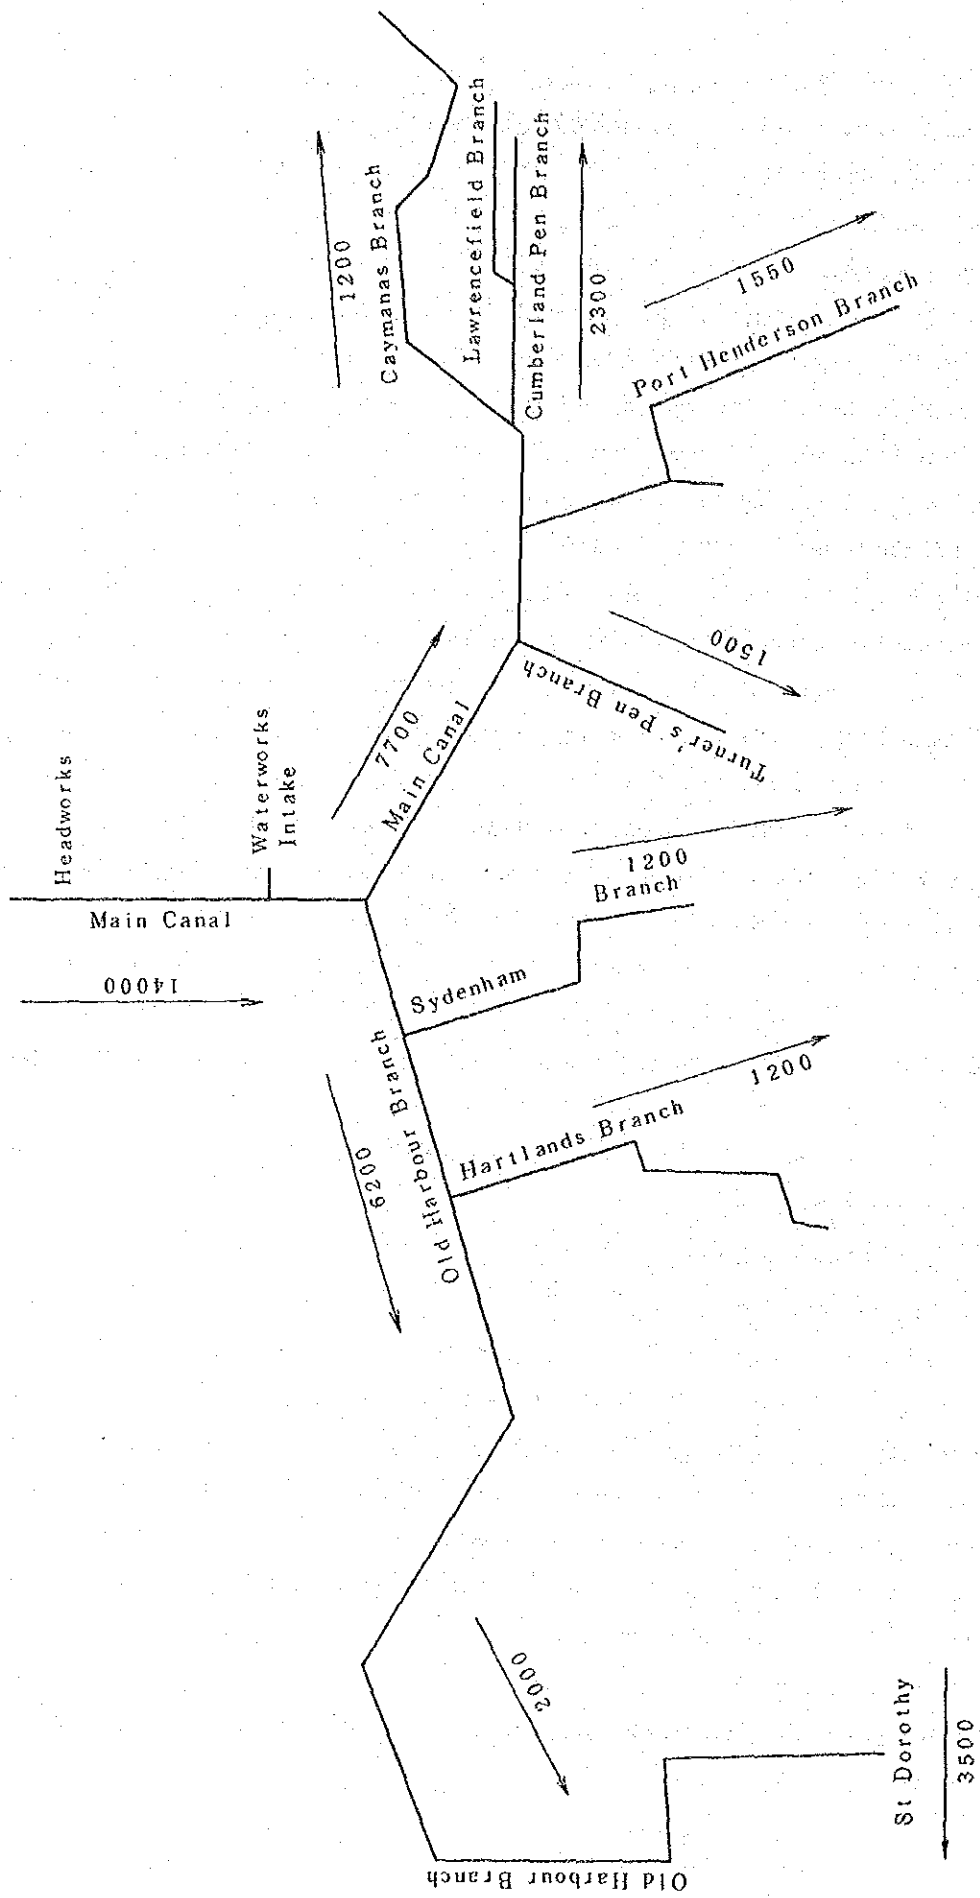 Headworks
Waterworks
Intake
Main Canal
14000
7700
Main Canal
1200
Caymanas Branch
Lawrencefield Branch
Cumberland Pen Branch
2300
1550
Port Henderson Branch
1500
Turner's Pen Branch
Sydenham
Branch
1200
Old Harbour Branch
6200
Hartlands Branch
1200
2000
Old Harbour Branch
St Dorothy
3500